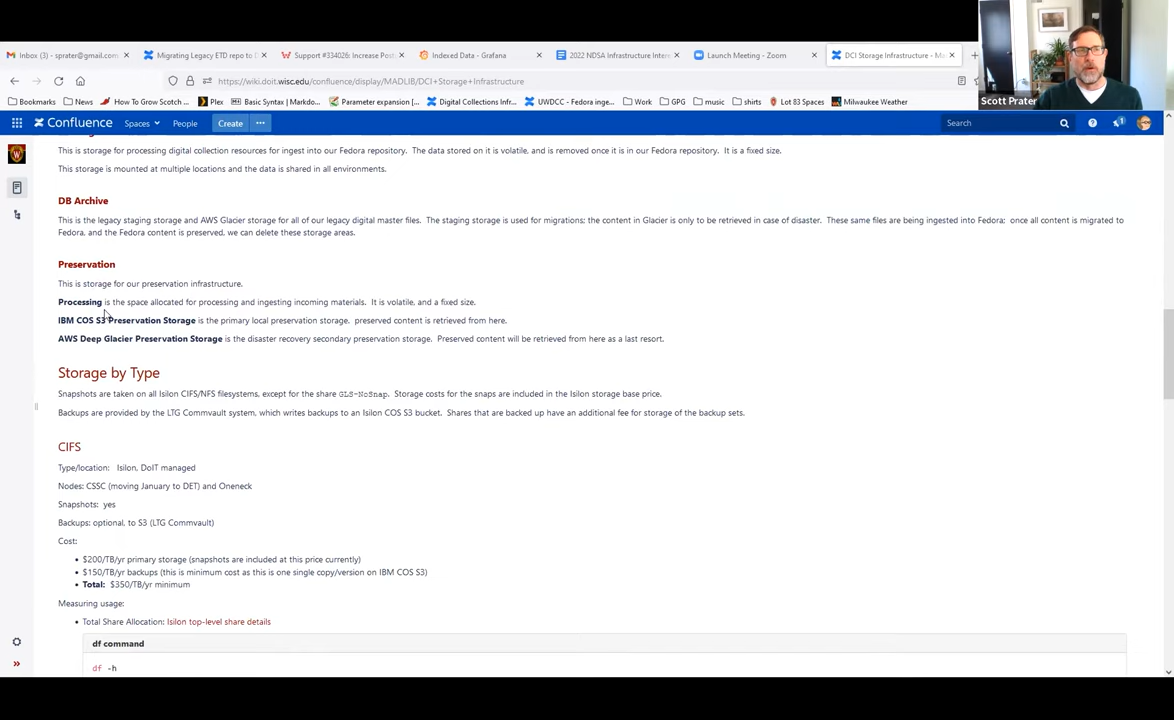 Inbox (3) - sprater@gmail.com
Migrating Legacy ETD repo to D
Support #334026: Increase Post
Indexed Data - Grafana
2022 NDSA Infrastructure Inter
Launch Meeting - Zoom
DCI Storage Infrastructure - M
https://wiki.doit.wisc.edu/confluence/display/MADLIB/DCI+Storage+Infrastructure
Bookmarks
News
How To Grow Scotch ...
Plex
Basic Syntax | Markdo...
Parameter expansion [...
Digital Collections Infr...
UWDCC - Fedora inge...
Work
GPG
music
shirts
Lot 83 Spaces
Milwaukee Weather
Scott Prater
Confluence
Spaces
People
Create
Search
1
This is storage for processing digital collection resources for ingest into our Fedora repository. The data stored on it is volatile, and is removed once it is in our Fedora repository. It is a fixed size.
This storage is mounted at multiple locations and the data is shared in all environments.
DB Archive
This is the legacy staging storage and AWS Glacier storage for all of our legacy digital master files. The staging storage is used for migrations; the content in Glacier is only to be retrieved in case of disaster. These same files are being ingested into Fedora; once all content is migrated to
Fedora, and the Fedora content is preserved, we can delete these storage areas.
Preservation
This is storage for our preservation infrastructure.
Processing is the space allocated for processing and ingesting incoming materials. It is volatile, and a fixed size.
IBM COS S3 Preservation Storage is the primary local preservation storage. preserved content is retrieved from here.
AWS Deep Glacier Preservation Storage is the disaster recovery secondary preservation storage. Preserved content will be retrieved from here as a last resort.
Storage by Type
Snapshots are taken on all Isilon CIFS/NFS filesystems, except for the share GLS-NoSnap. Storage costs for the snaps are included in the Isilon storage base price.
Backups are provided by the LTG Commvault system, which writes backups to an Isilon COS S3 bucket. Shares that are backed up have an additional fee for storage of the backup sets.
CIFS
Type/location: Isilon, DoIT managed
Nodes: CSSC (moving January to DET) and Oneneck
Snapshots: yes
Backups: optional, to S3 (LTG Commvault)
Cost:
• $200/TB/yr primary storage (snapshots are included at this price currently)
• $150/TB/yr backups (this is minimum cost as this is one single copy/version on IBM COS S3)
• Total: $350/TB/yr minimum
Measuring usage:
• Total Share Allocation: Isilon top-level share details
df command
df -h